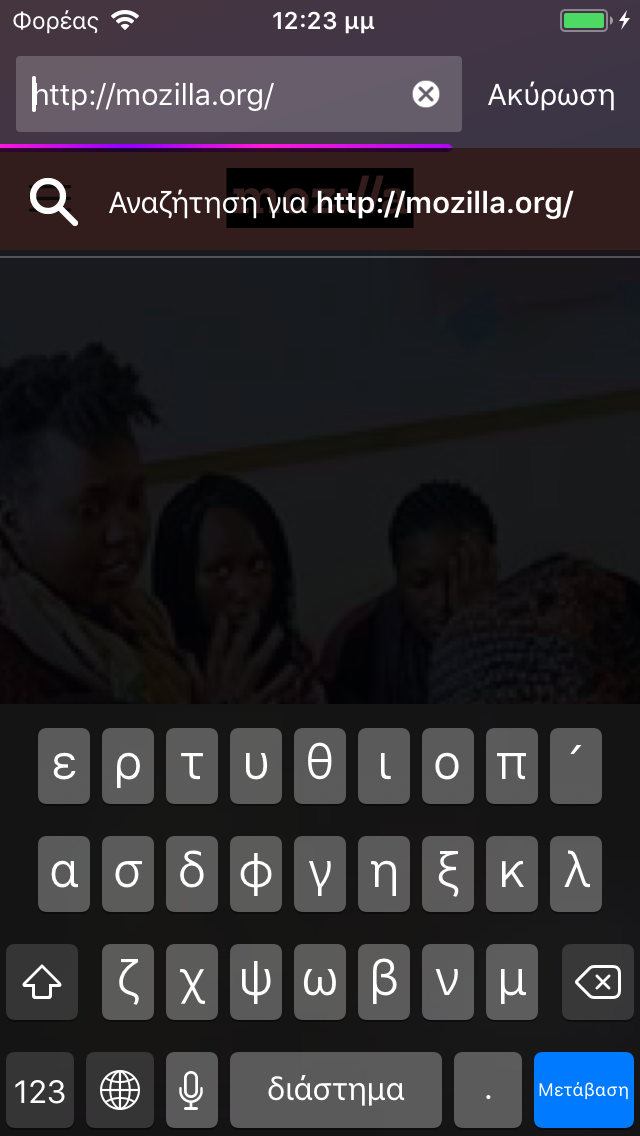 Φορέας 12:23 μμ
http://mozilla.org/ Ακύρωση
Αναζήτηση για http://mozilla.org/
ε ρ τ υ θ ι ο π ´
α σ δ φ γ η ξ κ λ
ζ χ ψ ω β ν μ
123 διάστημα . Μετάβαση